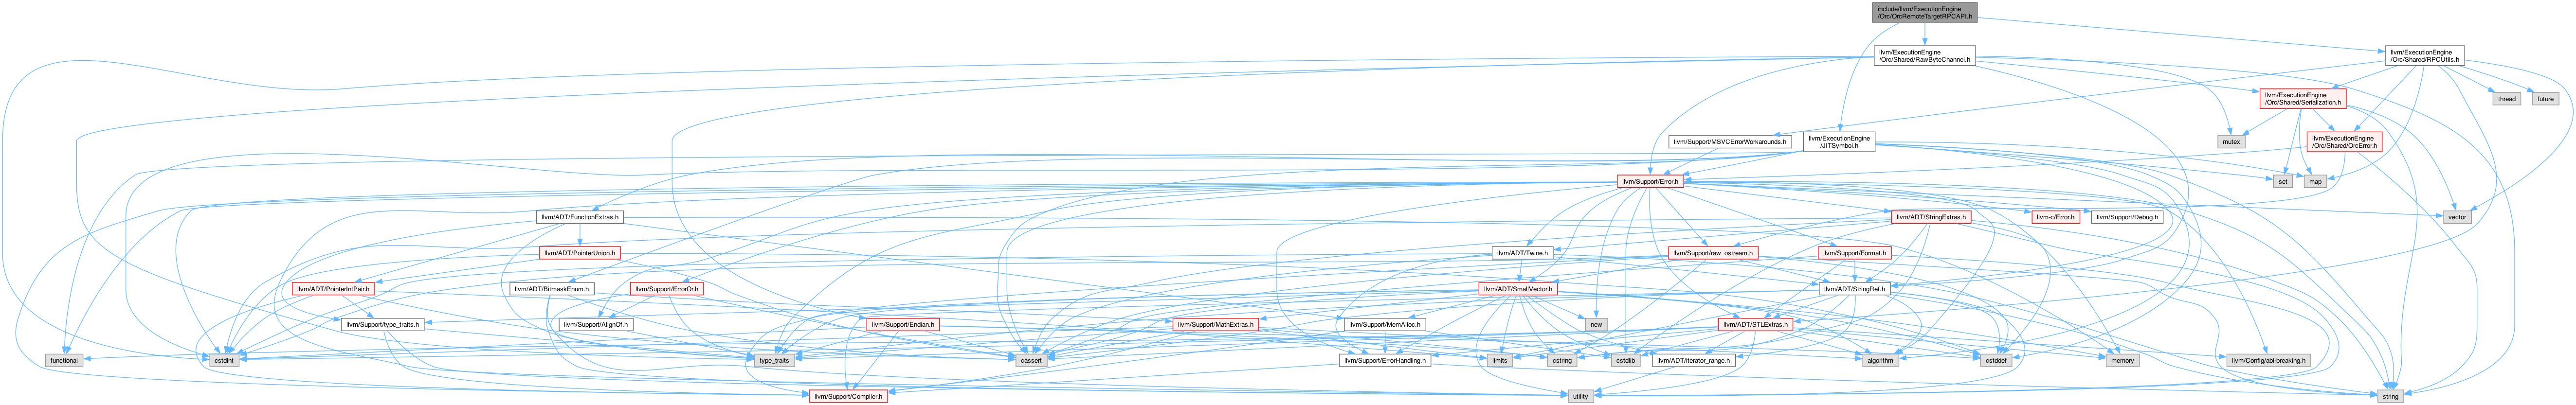 include/llvm/ExecutionEngine
/Orc/OrcRemoteTargetRPCAPI.h
llvm/ExecutionEngine
/Orc/Shared/RawByteChannel.h
llvm/ExecutionEngine
/Orc/Shared/RPCUtils.h
llvm/ExecutionEngine
/Orc/Shared/Serialization.h
thread
future
mutex
llvm/Support/MSVCErrorWorkarounds.h
llvm/ExecutionEngine
/JITSymbol.h
llvm/ExecutionEngine
/Orc/Shared/OrcError.h
llvm/Support/Error.h
set
map
llvm/ADT/FunctionExtras.h
llvm/ADT/StringExtras.h
llvm-c/Error.h
llvm/Support/Debug.h
vector
llvm/ADT/PointerUnion.h
llvm/ADT/Twine.h
llvm/Support/raw_ostream.h
llvm/Support/Format.h
llvm/ADT/PointerIntPair.h
llvm/ADT/BitmaskEnum.h
llvm/Support/ErrorOr.h
llvm/ADT/SmallVector.h
llvm/ADT/StringRef.h
llvm/Support/type_traits.h
llvm/Support/AlignOf.h
llvm/Support/Endian.h
llvm/Support/MathExtras.h
llvm/Support/MemAlloc.h
new
llvm/ADT/STLExtras.h
functional
cstdint
type_traits
cassert
llvm/Support/ErrorHandling.h
limits
cstring
cstdlib
llvm/ADT/iterator_range.h
algorithm
cstddef
memory
llvm/Config/abi-breaking.h
llvm/Support/Compiler.h
utility
string